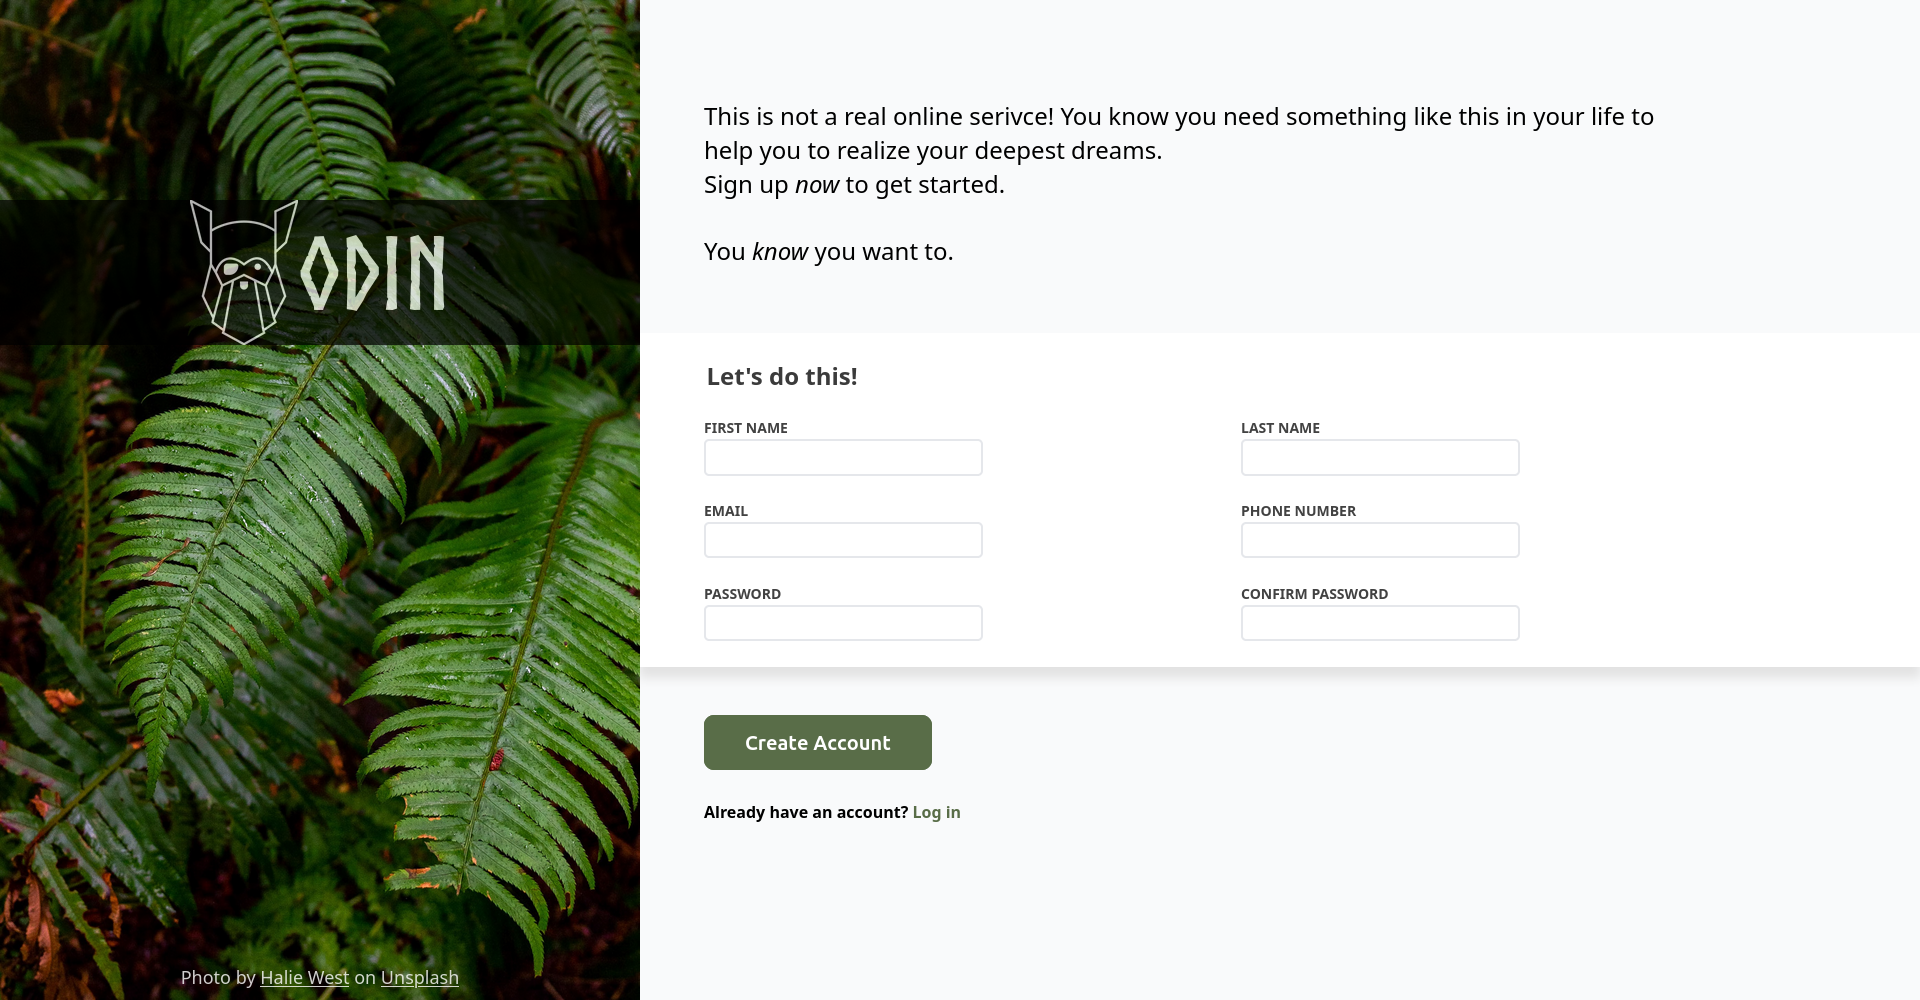 ODIN
Photo by Halie West on Unsplash
This is not a real online serivce! You know you need something like this in your life to
help you to realize your deepest dreams.
Sign up now to get started.
You know you want to.
Let's do this!
FIRST NAME
LAST NAME
EMAIL
PHONE NUMBER
PASSWORD
CONFIRM PASSWORD
Create Account
Already have an account? Log in